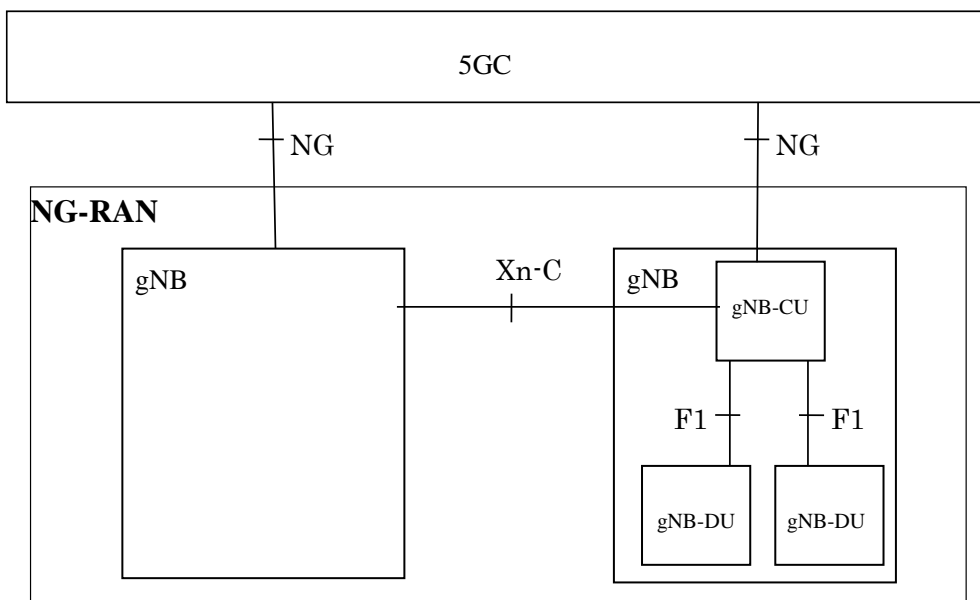 5GC
NG
NG
NG-RAN
gNB
Xn-C
gNB
gNB-CU
F1
F1
gNB-DU
gNB-DU